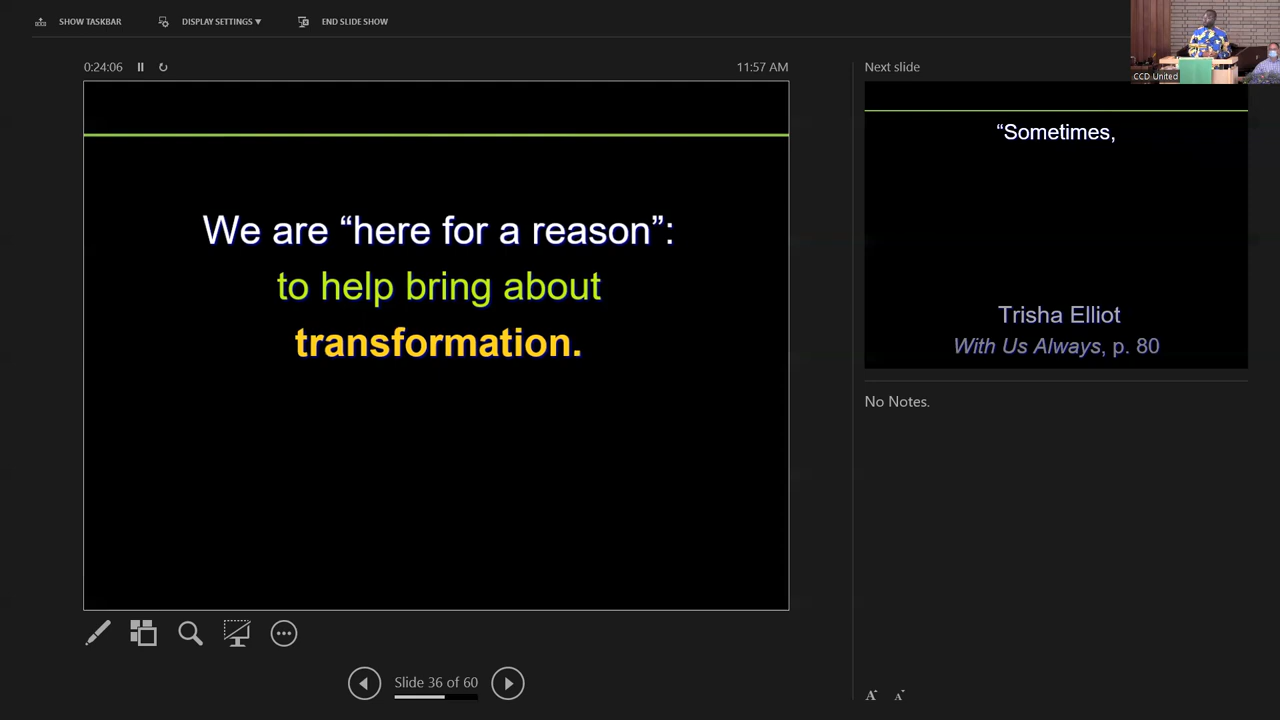 SHOW TASKBAR
DISPLAY SETTINGS ▼
END SLIDE SHOW
0:24:06
11:57 AM
We are “here for a reason”:
to help bring about
transformation.
Next slide
CCD United
“Sometimes,
Trisha Elliot
With Us Always, p. 80
No Notes.
Slide 36 of 60
A A